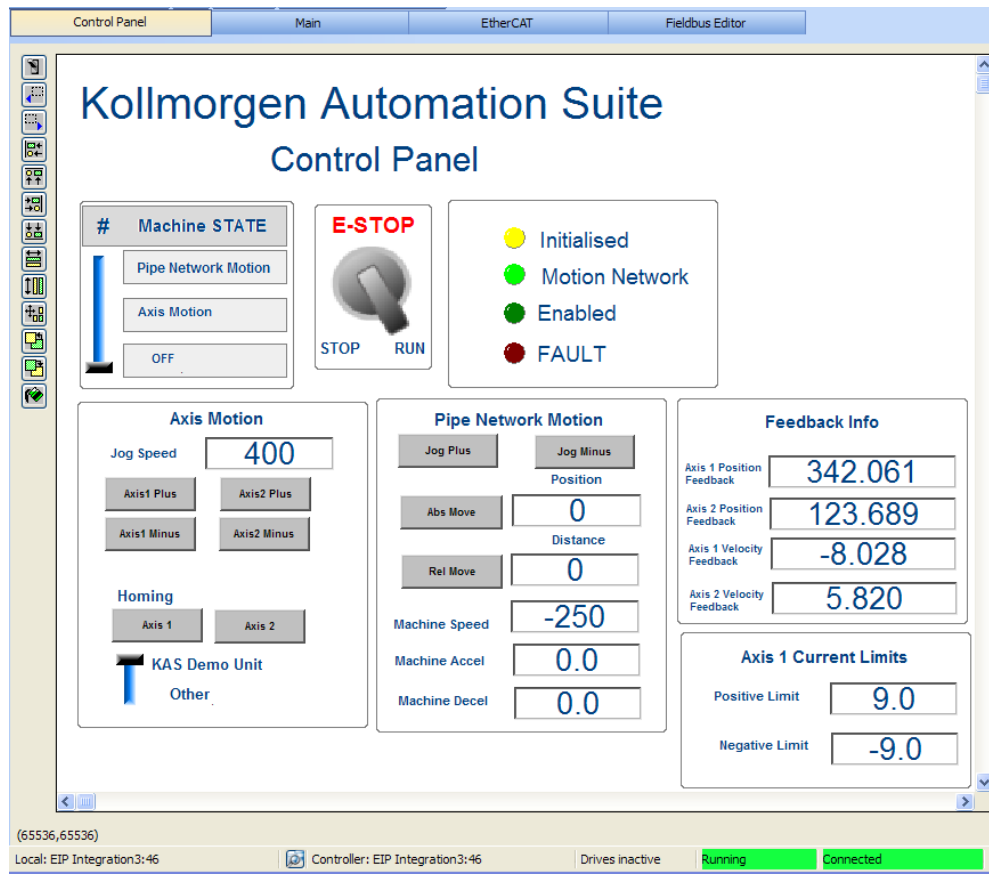 Control Panel Main EtherCAT Fieldbus Editor
Kollmorgen Automation Suite
Control Panel
# Machine STATE
Pipe Network Motion
Axis Motion
OFF
E-STOP
STOP RUN
Initialised
Motion Network
Enabled
FAULT
Axis Motion
Jog Speed 400
Axis1 Plus Axis2 Plus
Axis1 Minus Axis2 Minus
Homing
Axis 1 Axis 2
KAS Demo Unit
Other
Pipe Network Motion
Jog Plus Jog Minus
Position
Abs Move 0
Distance
Rel Move 0
Machine Speed -250
Machine Accel 0.0
Machine Decel 0.0
Feedback Info
Axis 1 Position
Feedback 342.061
Axis 2 Position
Feedback 123.689
Axis 1 Velocity
Feedback -8.028
Axis 2 Velocity
Feedback 5.820
Axis 1 Current Limits
Positive Limit 9.0
Negative Limit -9.0
(65536,65536)
Local: EIP Integration3:46 Controller: EIP Integration3:46 Drives inactive Running Connected